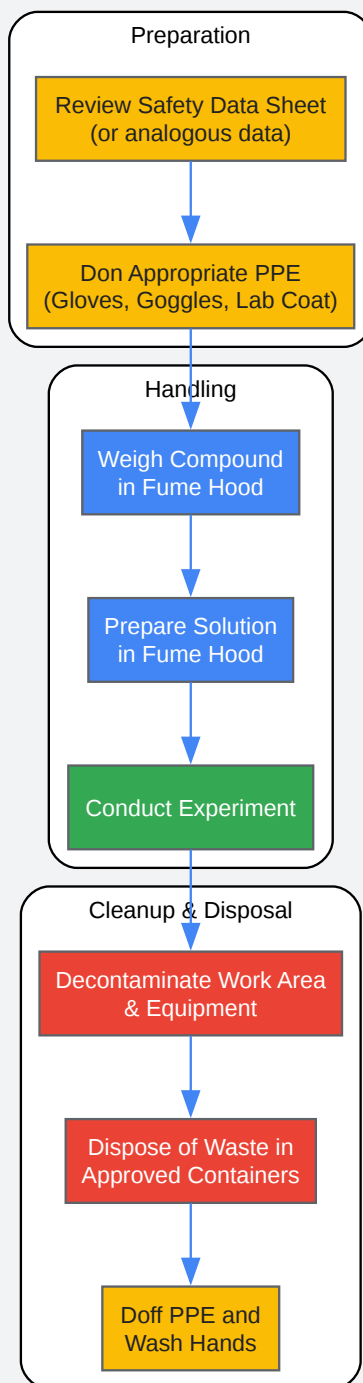 Preparation
Review Safety Data Sheet
(or analogous data)
Don Appropriate PPE
(Gloves, Goggles, Lab Coat)
Handling
Weigh Compound
in Fume Hood
Prepare Solution
in Fume Hood
Conduct Experiment
Cleanup & Disposal
Decontaminate Work Area
& Equipment
Dispose of Waste in
Approved Containers
Doff PPE and
Wash Hands